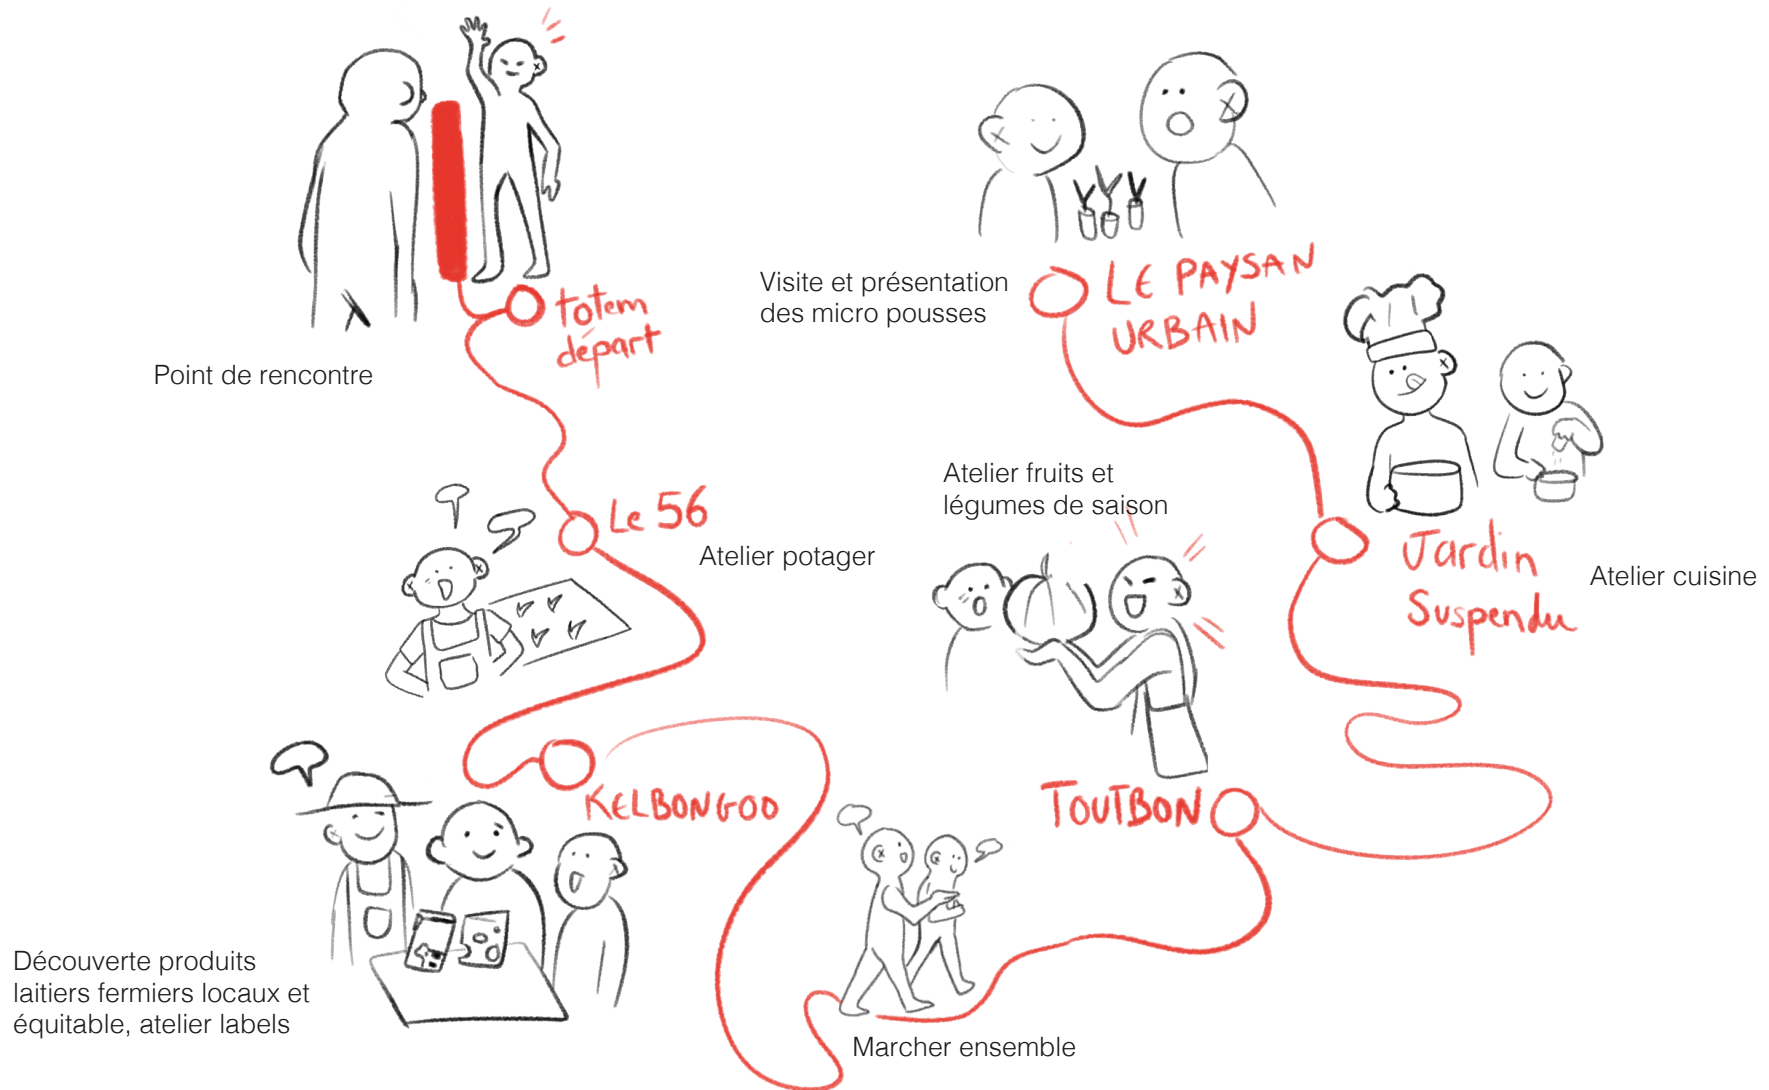 totem
départ
Point de rencontre
Le 56
Atelier potager
KELBONGOO
Découverte produits
laitiers fermiers locaux et
équitable, atelier labels
Marcher ensemble
TOUTBON
Atelier fruits et
légumes de saison
Jardin
Suspendu
Atelier cuisine
LE PAYSAN
URBAIN
Visite et présentation
des micro pousses